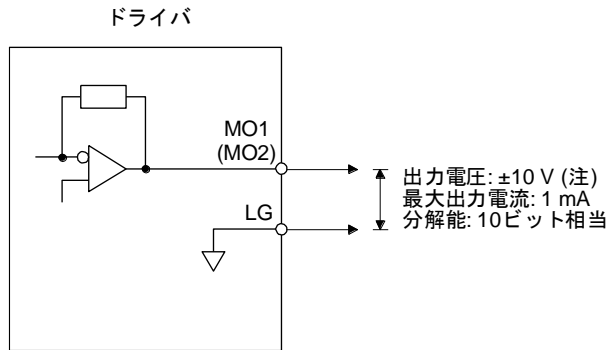 ドライバ
MO1
(MO2)
LG
出力電圧: ±10 V (注)
最大出力電流: 1 mA
分解能: 10ビット相当